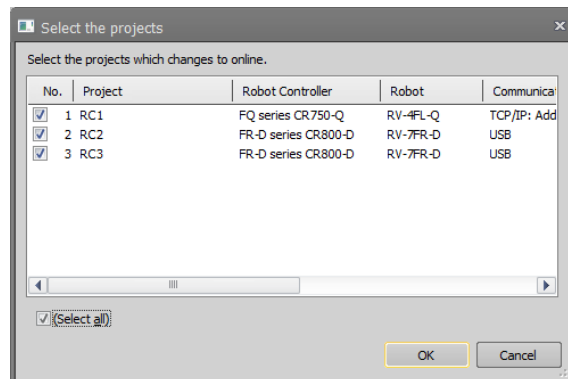 Select the projects
Select the projects which changes to online.
No. Project Robot Controller Robot Communica
1 RC1 FQ series CR750-Q RV-4FL-Q TCP/IP: Add
2 RC2 FR-D series CR800-D RV-7FR-D USB
3 RC3 FR-D series CR800-D RV-7FR-D USB
(Select all)
OK Cancel